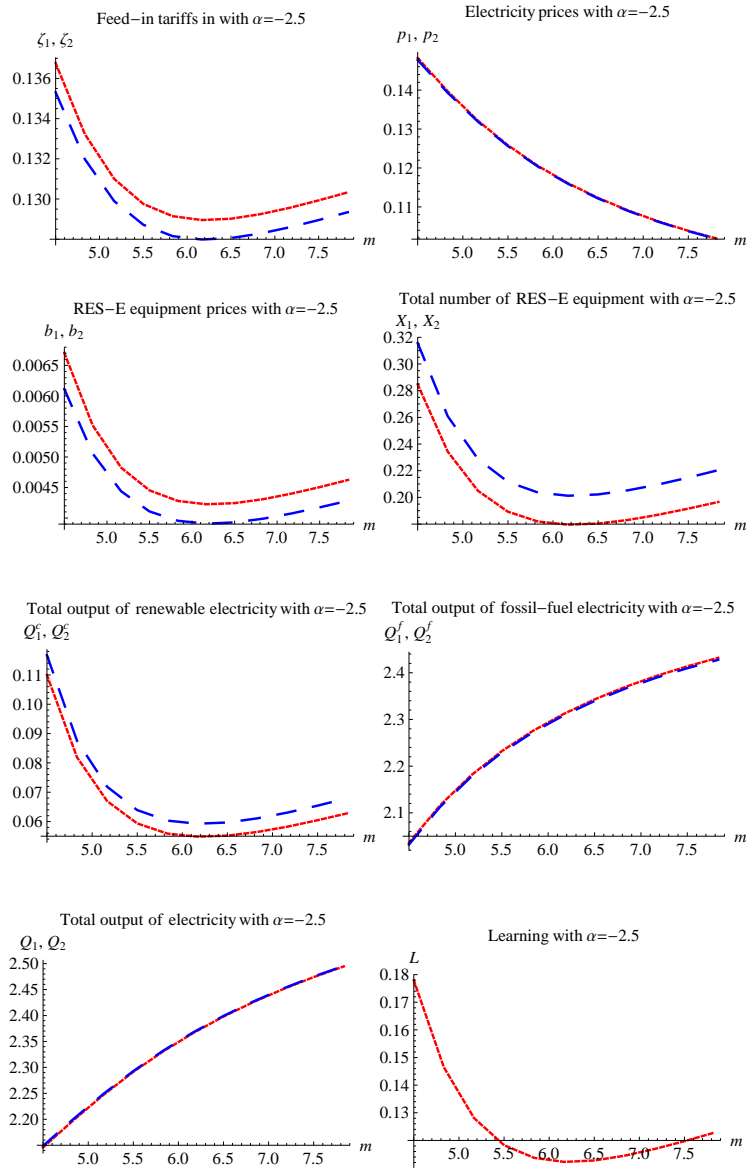 Feed−in tariffs in with α=−2.5
ζ1, ζ2
0.136
0.134
0.132
0.130
5.0 5.5 6.0 6.5 7.0 7.5 m
Electricity prices with α=−2.5
p1, p2
0.14
0.13
0.12
0.11
5.0 5.5 6.0 6.5 7.0 7.5 m
RES−E equipment prices with α=−2.5
b1, b2
0.0065
0.0060
0.0055
0.0050
0.0045
5.0 5.5 6.0 6.5 7.0 7.5 m
Total number of RES−E equipment with α=−2.5
X1, X2
0.32
0.28
0.26
0.24
0.22
0.20
5.0 5.5 6.0 6.5 7.0 7.5 m
Total output of renewable electricity with α=−2.5
Q1^c, Q2^c
0.11
0.10
0.09
0.08
0.07
0.06
5.0 5.5 6.0 6.5 7.0 7.5 m
Total output of fossil−fuel electricity with α=−2.5
Q1^f, Q2^f
2.4
2.3
2.2
2.1
5.0 5.5 6.0 6.5 7.0 7.5 m
Total output of electricity with α=−2.5
Q1, Q2
2.50
2.45
2.40
2.35
2.30
2.25
2.20
5.0 5.5 6.0 6.5 7.0 7.5 m
Learning with α=−2.5
L
0.18
0.17
0.16
0.15
0.14
0.13
0.12
5.0 5.5 6.0 6.5 7.0 7.5 m